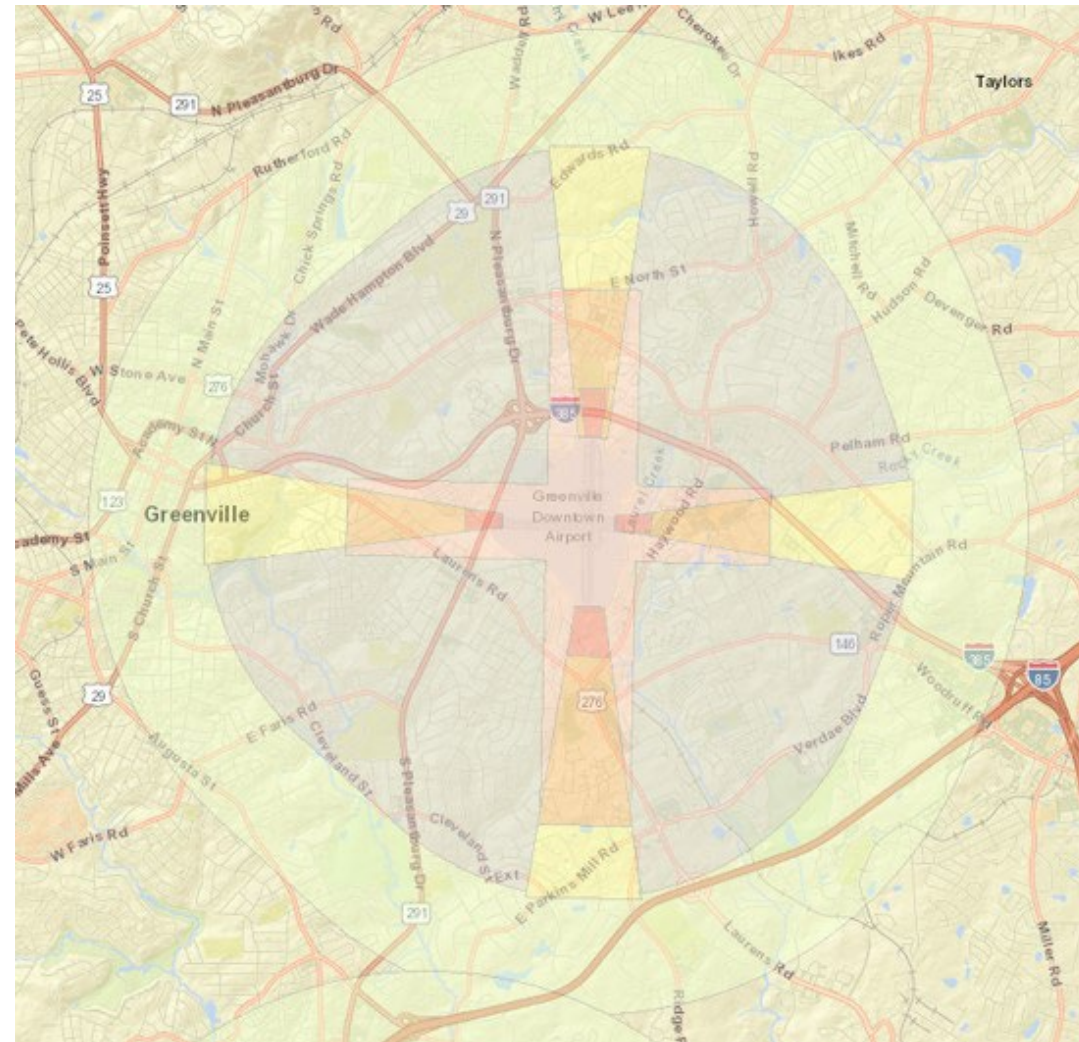 W Lee
Cherokee Dr
Ikes Rd
Taylors
25
291
N Pleasantburg Dr
Rutherford Rd
Edwards Rd
Howell Rd
Poinsett Hwy
Chick Springs Rd
291
29
Wade Hampton Blvd
N Pleasantburg Dr
E North St
Mitchell Rd
Hudson Rd
Devenger Rd
25
N Main St
Mohawk Dr
Church St
Pete Hollis Blvd
W Stone Ave
276
385
Academy St N
Pelham Rd
Rocky Creek
Laurel Creek
Haywood Rd
123
Greenville
Greenville
Downtown
Airport
S Main St
Laurens Rd
Roper Mountain Rd
S Church St
146
385
85
Woodruff Rd
Guess St
29
276
E Faris Rd
Cleveland St
Verdae Blvd
Augusta St
Mills Ave
S Pleasantburg Dr
W Faris Rd
Cleveland St
Ext
E Parkins Mill Rd
291
Laurens Rd
Miller Rd